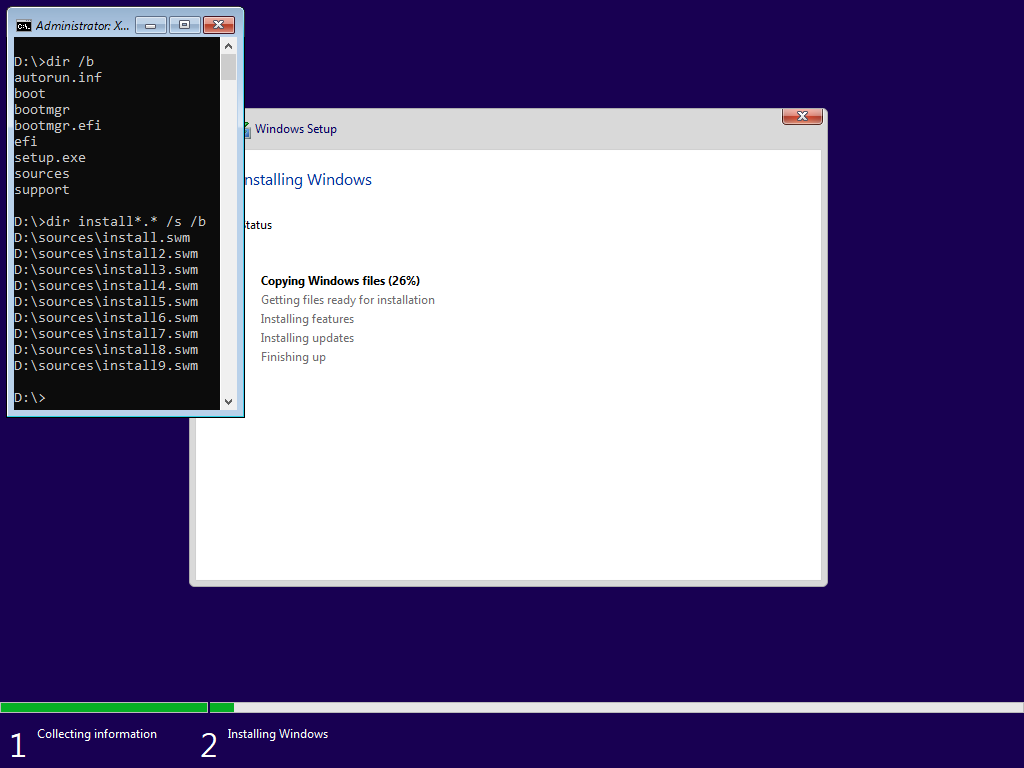 Administrator: X...
D:\>dir /b
autorun.inf
boot
bootmgr
bootmgr.efi
efi
setup.exe
sources
support
D:\>dir install*.* /s /b
D:\sources\install.swm
D:\sources\install2.swm
D:\sources\install3.swm
D:\sources\install4.swm
D:\sources\install5.swm
D:\sources\install6.swm
D:\sources\install7.swm
D:\sources\install8.swm
D:\sources\install9.swm
D:\>
Windows Setup
nstalling Windows
tatus
Copying Windows files (26%)
Getting files ready for installation
Installing features
Installing updates
Finishing up
1 Collecting information
2 Installing Windows